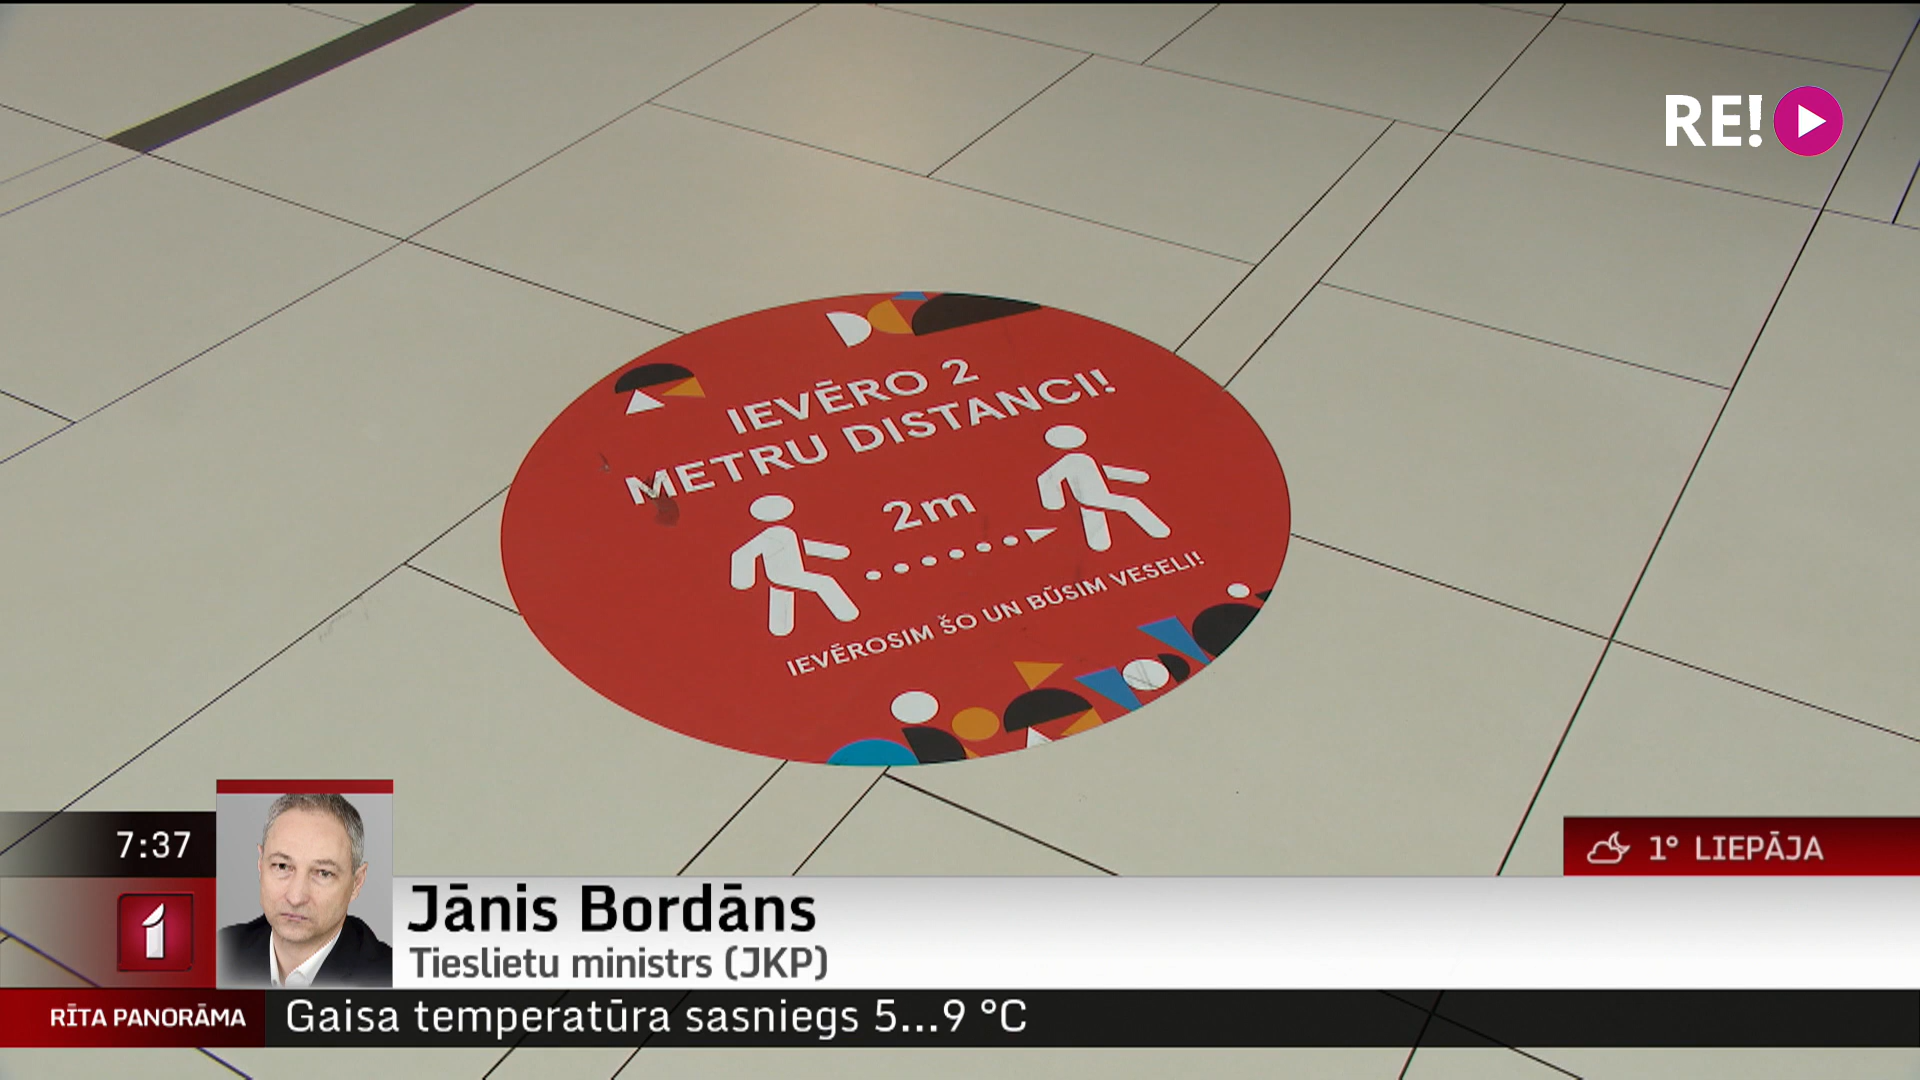 RE!
IEVĒRO 2
METRU DISTANCI!
2m
IEVĒROSIM ŠO UN BŪSIM VESELI!
7:37
1° LIEPĀJA
1
Jānis Bordāns
Tieslietu ministrs (JKP)
RĪTA PANORĀMA
Gaisa temperatūra sasniegs 5...9 °C